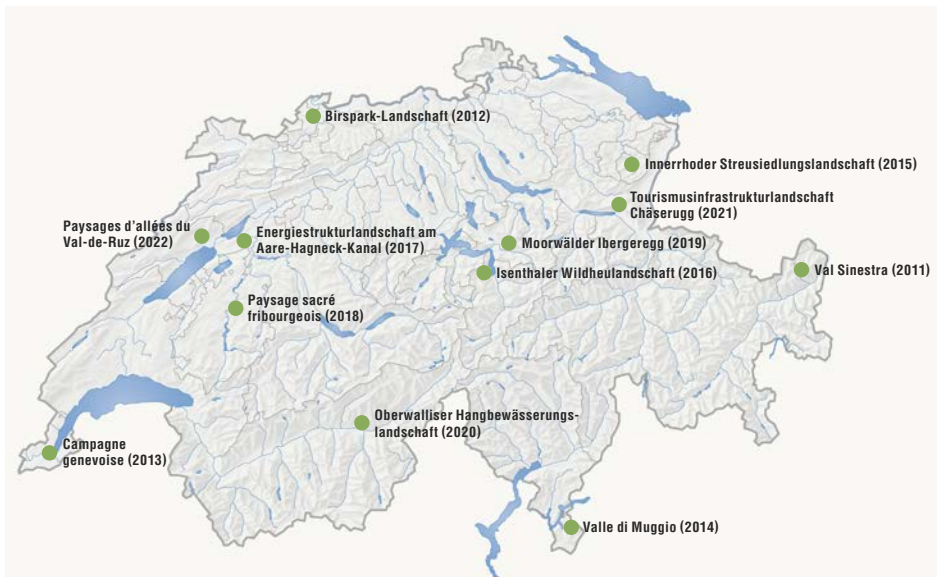 Birspark-Landschaft (2012)
Innerrhoder Streusiedlungslandschaft (2015)
Tourismusinfrastrukturlandschaft
Chäserugg (2021)
Paysages d’allées du
Val-de-Ruz (2022)
Energiestrukturlandschaft am
Aare-Hagneck-Kanal (2017)
Moorwälder Ibergeregg (2019)
Isenthaler Wildheulandschaft (2016)
Val Sinestra (2011)
Paysage sacré
fribourgeois (2018)
Oberwalliser Hangbewässerungs-
landschaft (2020)
Campagne
genevoise (2013)
Valle di Muggio (2014)